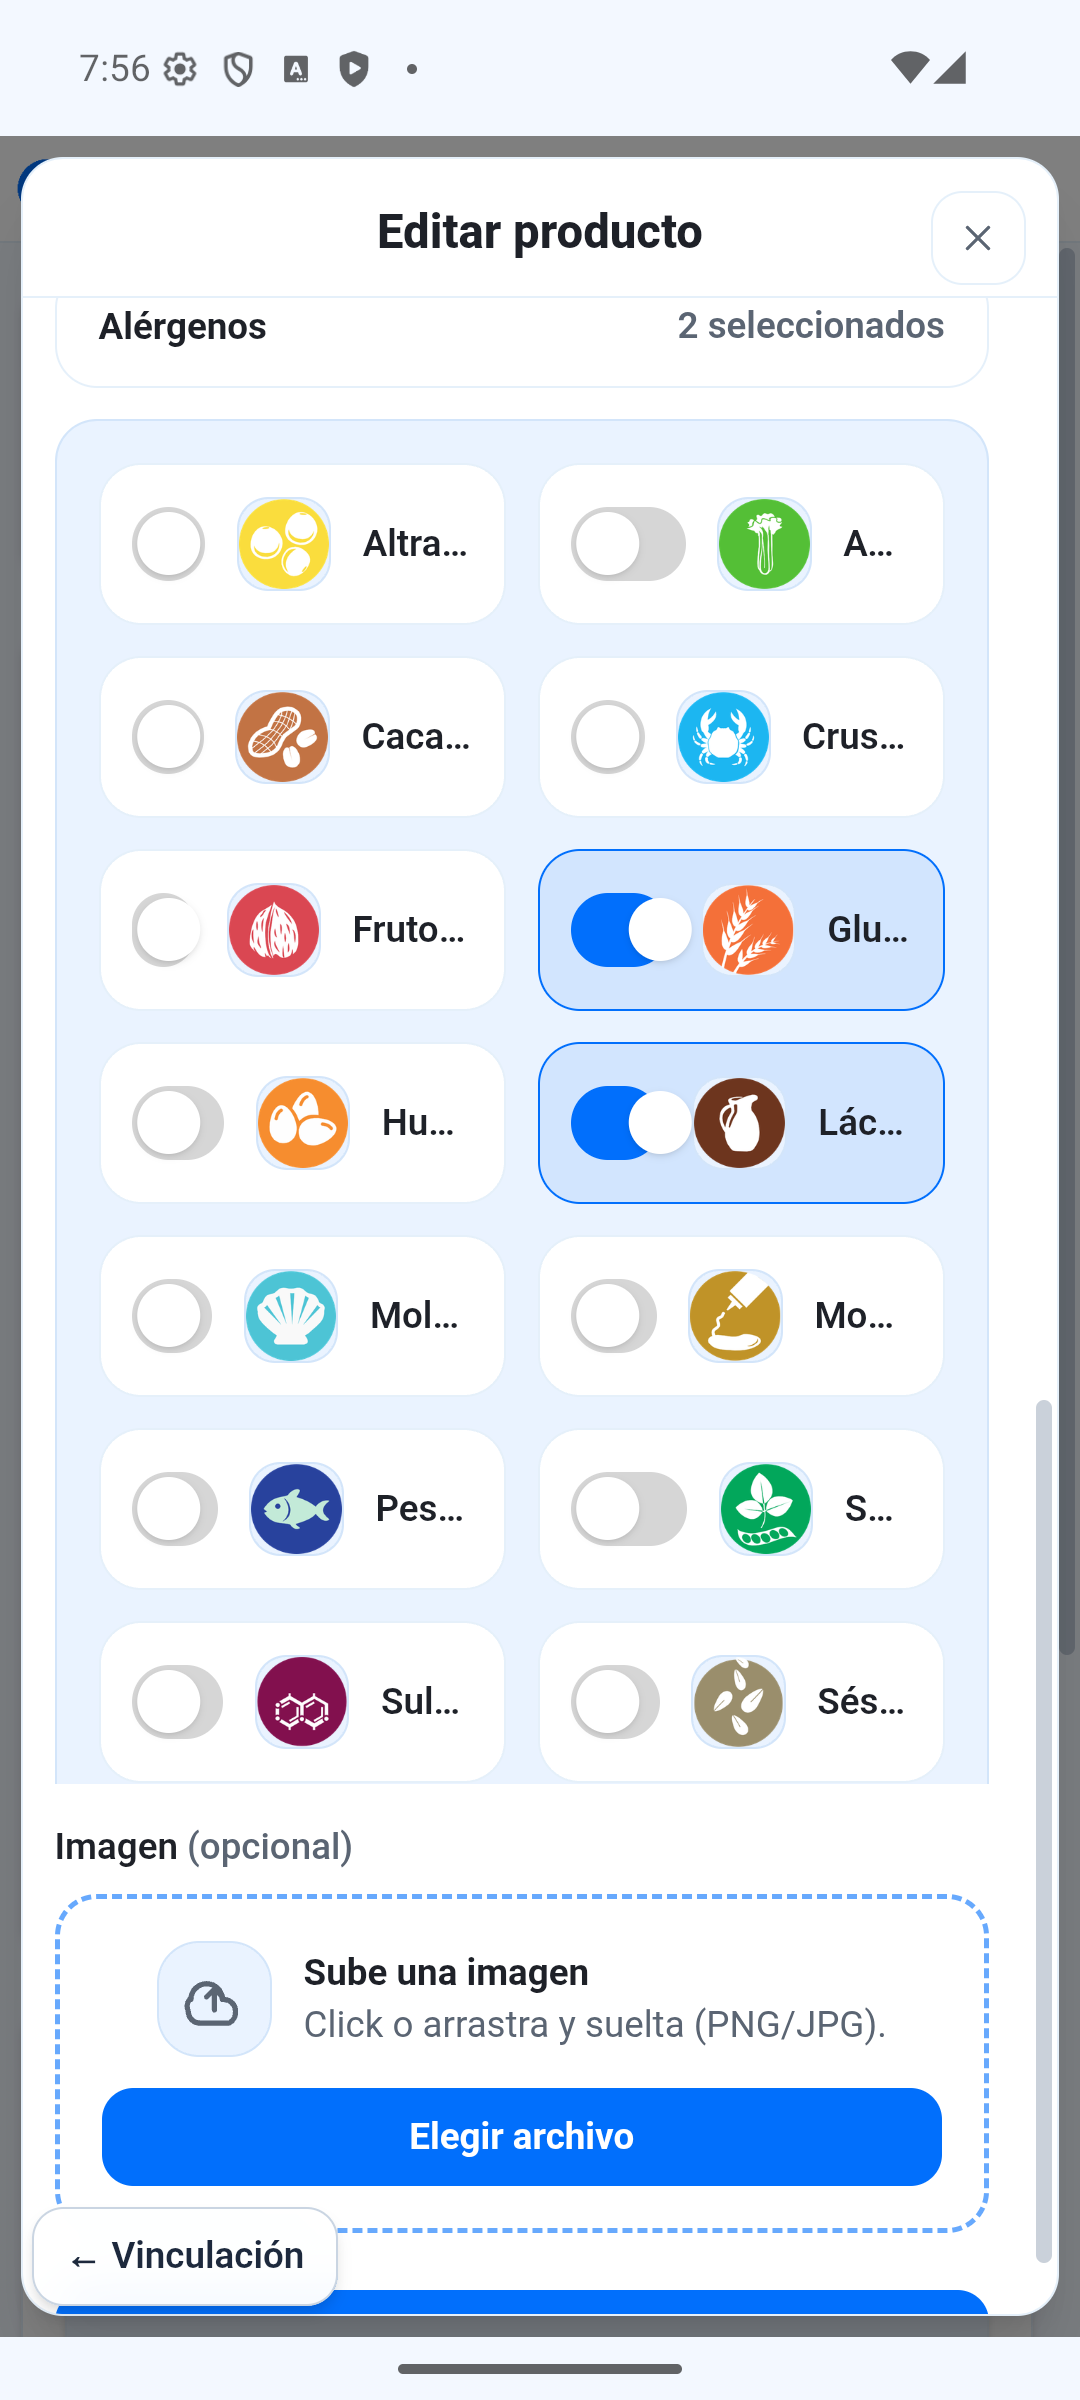 7:56
Editar producto
Alérgenos 2 seleccionados
Altra... A...
Caca... Crus...
Fruto... Glu...
Hu... Lác...
Mol... Mo...
Pes... S...
Sul... Sés...
Imagen (opcional)
Sube una imagen
Click o arrastra y suelta (PNG/JPG).
Elegir archivo
← Vinculación